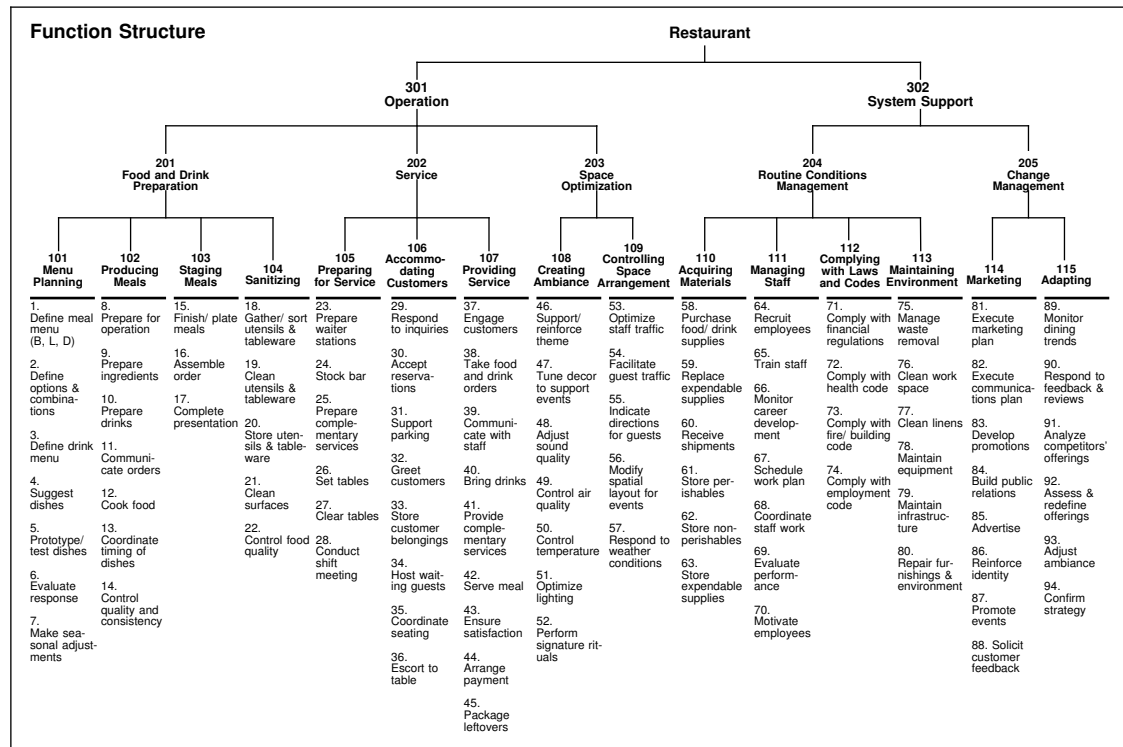 Function Structure
Restaurant
301
Operation
302
System Support
201
Food and Drink
Preparation
202
Service
203
Space
Optimization
204
Routine Conditions
Management
205
Change
Management
101
Menu
Planning
102
Producing
Meals
103
Staging
Meals
104
Sanitizing
105
Preparing
for Service
106
Accommo-
dating
Customers
107
Providing
Service
108
Creating
Ambiance
109
Controlling
Space
Arrangement
110
Acquiring
Materials
111
Managing
Staff
112
Complying
with Laws
and Codes
113
Maintaining
Environment
114
Marketing
115
Adapting
1.
Define meal
menu
(B, L, D)
2.
Define
options &
combina-
tions
3.
Define drink
menu
4.
Suggest
dishes
5.
Prototype/
test dishes
6.
Evaluate
response
7.
Make sea-
sonal adjust-
ments
8.
Prepare for
operation
9.
Prepare
ingredients
10.
Prepare
drinks
11.
Communi-
cate orders
12.
Cook food
13.
Coordinate
timing of
dishes
14.
Control
quality and
consistency
15.
Finish/ plate
meals
16.
Assemble
order
17.
Complete
presentation
18.
Gather/ sort
utensils &
tableware
19.
Clean
utensils &
tableware
20.
Store uten-
sils & table-
ware
21.
Clean
surfaces
22.
Control food
quality
23.
Prepare
waiter
stations
24.
Stock bar
25.
Prepare
comple-
mentary
services
26.
Set tables
27.
Clear tables
28.
Conduct
shift
meeting
29.
Respond
to inquiries
30.
Accept
reserva-
tions
31.
Support
parking
32.
Greet
customers
33.
Store
customer
belongings
34.
Host wait-
ing guests
35.
Coordinate
seating
36.
Escort to
table
37.
Engage
customers
38.
Take food
and drink
orders
39.
Communi-
cate with
staff
40.
Bring drinks
41.
Provide
comple-
mentary
services
42.
Serve meal
43.
Ensure
satisfaction
44.
Arrange
payment
45.
Package
leftovers
46.
Support/
reinforce
theme
47.
Tune decor
to support
events
48.
Adjust
sound
quality
49.
Control air
quality
50.
Control
temperature
51.
Optimize
lighting
52.
Perform
signature rit-
uals
53.
Optimize
staff traffic
54.
Facilitate
guest traffic
55.
Indicate
directions
for guests
56.
Modify
spatial
layout for
events
57.
Respond to
weather
conditions
58.
Purchase
food/ drink
supplies
59.
Replace
expendable
supplies
60.
Receive
shipments
61.
Store per-
ishables
62.
Store non-
perishables
63.
Store
expendable
supplies
64.
Recruit
employees
65.
Train staff
66.
Monitor
career
develop-
ment
67.
Schedule
work plan
68.
Coordinate
staff work
69.
Evaluate
perform-
ance
70.
Motivate
employees
71.
Comply with
financial
regulations
72.
Comply with
health code
73.
Comply with
fire/ building
code
74.
Comply with
employment
code
75.
Manage
waste
removal
76.
Clean work
space
77.
Clean linens
78.
Maintain
equipment
79.
Maintain
infrastruc-
ture
80.
Repair fur-
nishings &
environment
81.
Execute
marketing
plan
82.
Execute
communica-
tions plan
83.
Develop
promotions
84.
Build public
relations
85.
Advertise
86.
Reinforce
identity
87.
Promote
events
88. Solicit
customer
feedback
89.
Monitor
dining
trends
90.
Respond to
feedback &
reviews
91.
Analyze
competitors'
offerings
92.
Assess &
redefine
offerings
93.
Adjust
ambiance
94.
Confirm
strategy